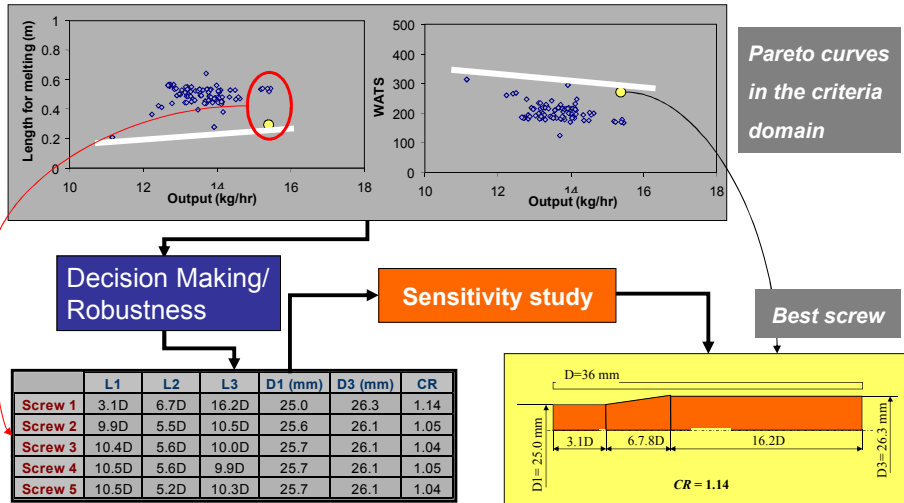 Length for melting (m)
1
0.8
0.6
0.4
0.2
0
10 12 14 16 18
Output (kg/hr)
WATS
500
400
300
200
100
0
10 12 14 16 18
Output (kg/hr)
Pareto curves
in the criteria
domain
Decision Making/
Robustness
Sensitivity study
Best screw
L1 L2 L3 D1 (mm) D3 (mm) CR
Screw 1 3.1D 6.7D 16.2D 25.0 26.3 1.14
Screw 2 9.9D 5.5D 10.5D 25.6 26.1 1.05
Screw 3 10.4D 5.6D 10.0D 25.7 26.1 1.04
Screw 4 10.5D 5.6D 9.9D 25.7 26.1 1.05
Screw 5 10.5D 5.2D 10.3D 25.7 26.1 1.04
D=36 mm
D1= 25.0 mm
3.1D 6.7.8D 16.2D
D3= 26.3 mm
CR = 1.14